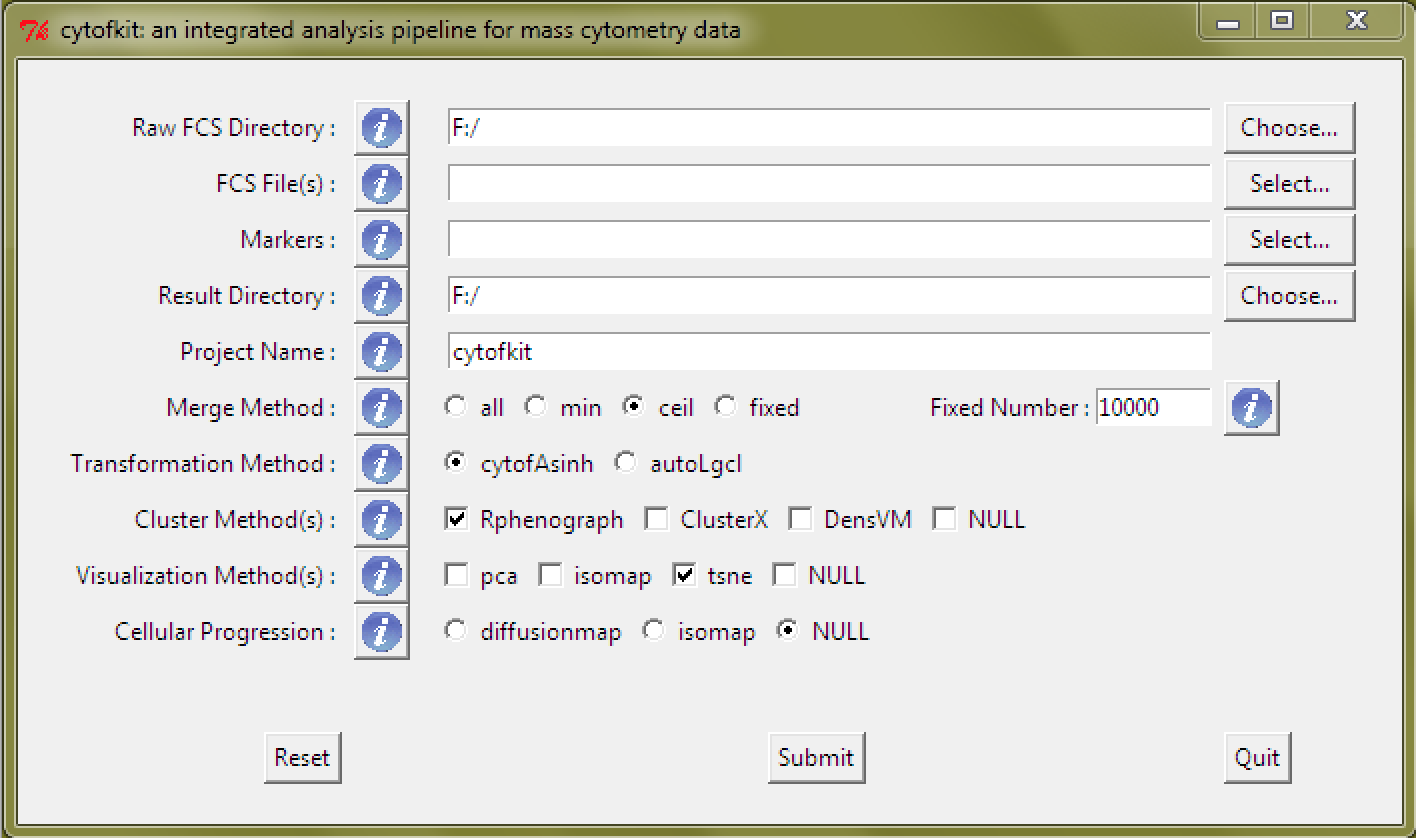 cytofkit: an integrated analysis pipeline for mass cytometry data
Raw FCS Directory : i F:/ Choose...
FCS File(s) : i Select...
Markers : i Select...
Result Directory : i F:/ Choose...
Project Name : i cytofkit
Merge Method : i all min ceil fixed Fixed Number : 10000 i
Transformation Method : i cytofAsinh autoLgcl
Cluster Method(s) : i Rphenograph ClusterX DensVM NULL
Visualization Method(s) : i pca isomap tsne NULL
Cellular Progression : i diffusionmap isomap NULL
Reset Submit Quit